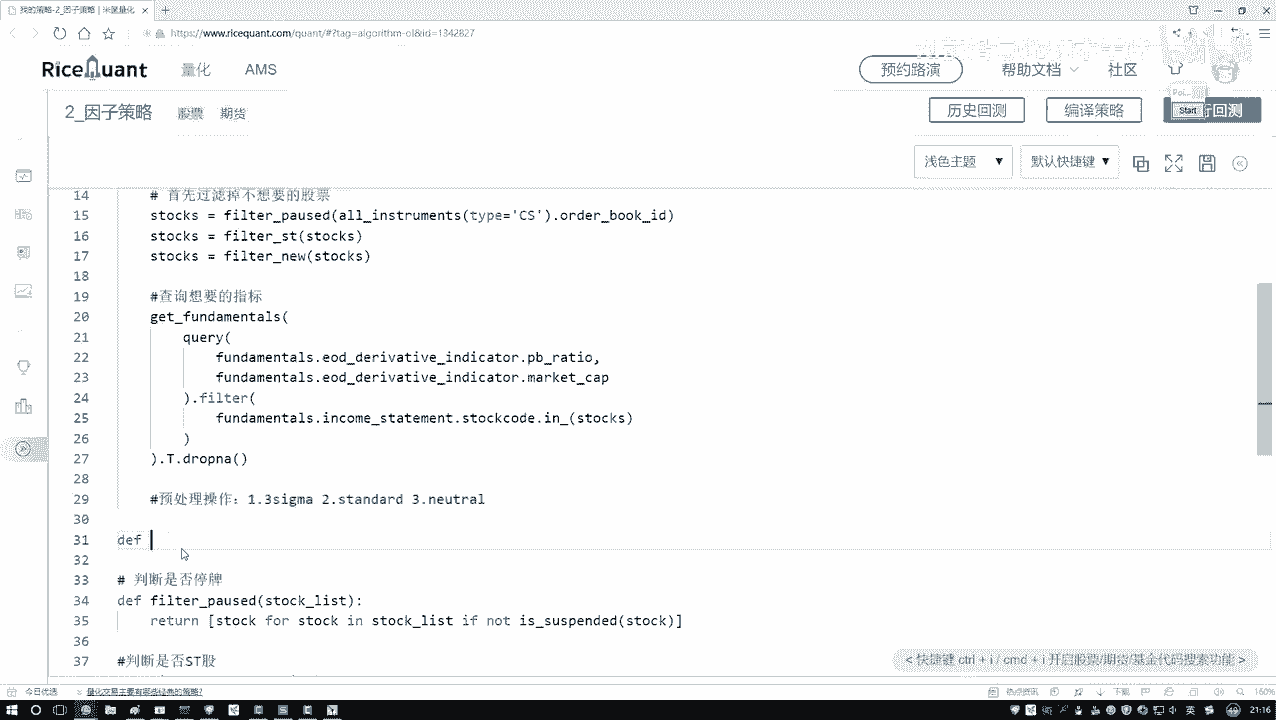 我的策略-2_因子策略 | 米筐量化
https://www.ricequant.com/quant/#?tag=algorithm-ol&id=1342827
RiceQuant 量化 AMS 预约路演 帮助文档 社区
2_因子策略 股票 期货 历史回测 编译策略 行回测
Start
浅色主题 默认快捷键
14 # 首先过滤掉不想要的股票
15 stocks = filter_paused(all_instruments(type='CS').order_book_id)
16 stocks = filter_st(stocks)
17 stocks = filter_new(stocks)
18
19 #查询想要的指标
20 get_fundamentals(
21 query(
22 fundamentals.eod_derivative_indicator.pb_ratio,
23 fundamentals.eod_derivative_indicator.market_cap
24 ).filter(
25 fundamentals.income_statement.stockcode.in_(stocks)
26 )
27 ).T.dropna()
28
29 #预处理操作：1.3sigma 2.standard 3.neutral
30
31 def
32
33 # 判断是否停牌
34 def filter_paused(stock_list):
35 return [stock for stock in stock_list if not is_suspended(stock)]
36
37 #判断是否ST股
< 快捷键 ctrl + i / cmd + i 开启股票/期货/基金代码搜索功能 >
今日优选 量化交易主要有哪些经典的策略? 热点资讯 下载 160%
英 21:16